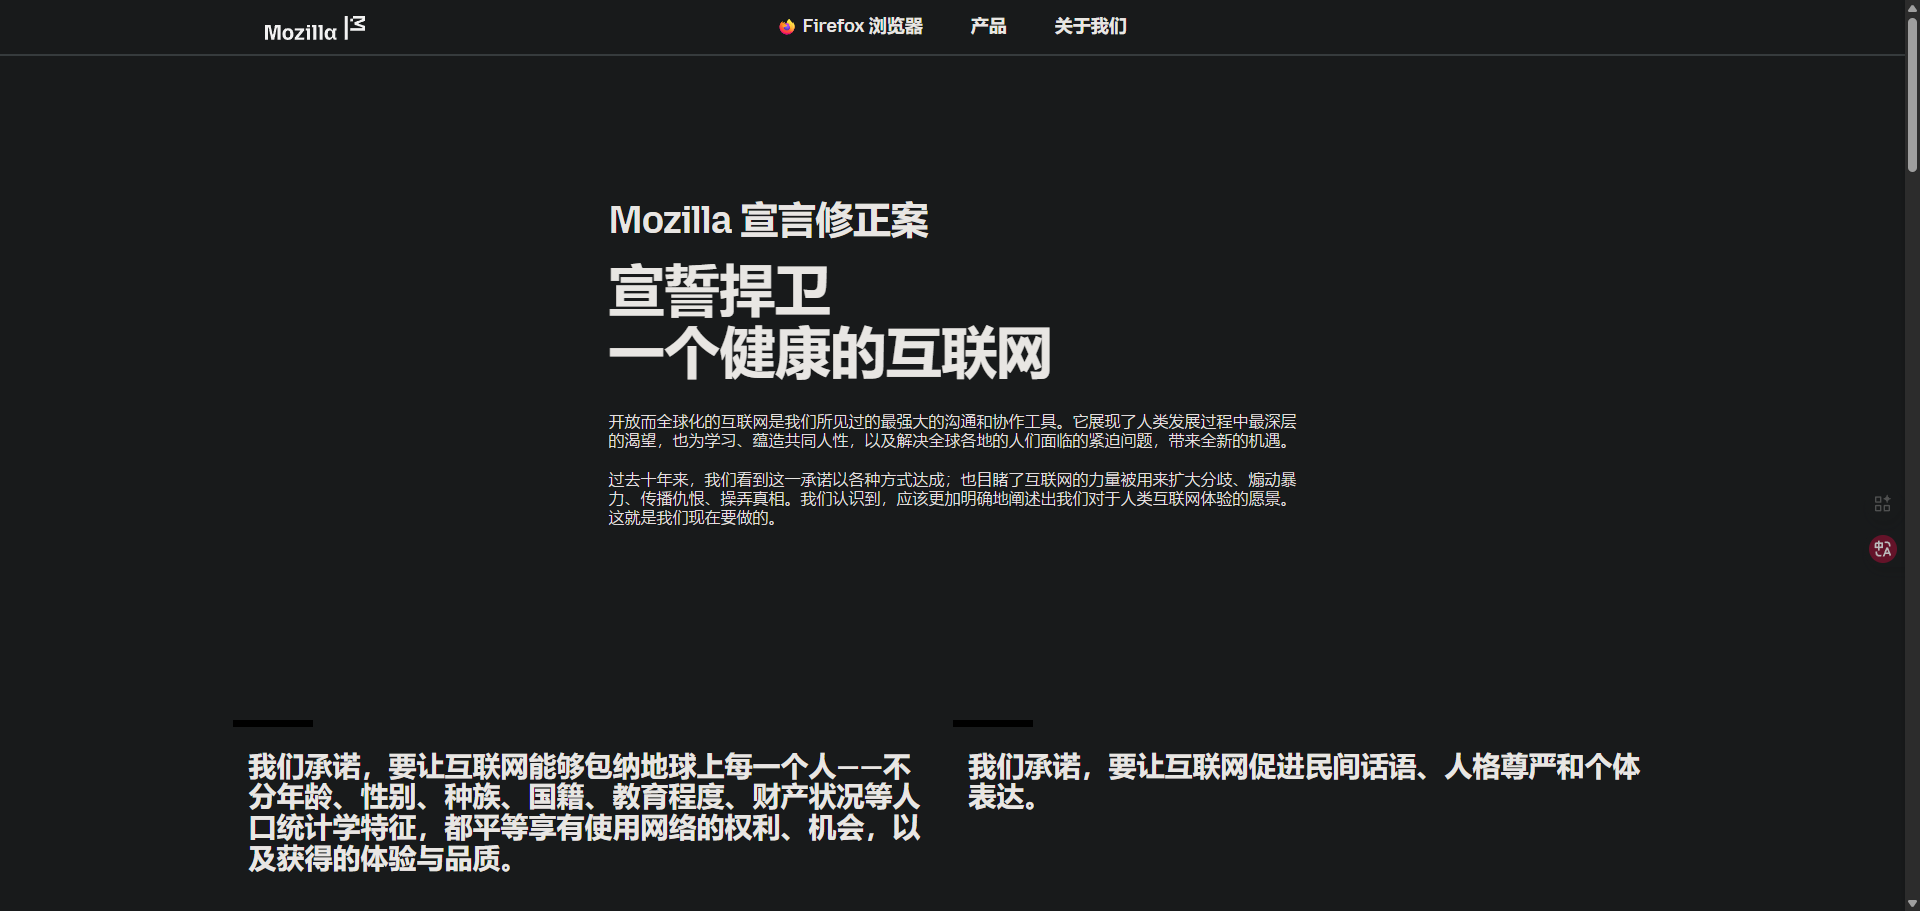 Mozilla
Firefox 浏览器
产品
关于我们
Mozilla 宣言修正案
宣誓捍卫
一个健康的互联网
开放而全球化的互联网是我们所见过的最强大的沟通和协作工具。它展现了人类发展过程中最深层
的渴望，也为学习、蕴造共同人性，以及解决全球各地的人们面临的紧迫问题，带来全新的机遇。
过去十年来，我们看到这一承诺以各种方式达成；也目睹了互联网的力量被用来扩大分歧、煽动暴
力、传播仇恨、操弄真相。我们认识到，应该更加明确地阐述出我们对于人类互联网体验的愿景。
这就是我们现在要做的。
我们承诺，要让互联网能够包纳地球上每一个人——不
分年龄、性别、种族、国籍、教育程度、财产状况等人
口统计学特征，都平等享有使用网络的权利、机会，以
及获得的体验与品质。
我们承诺，要让互联网促进民间话语、人格尊严和个体
表达。